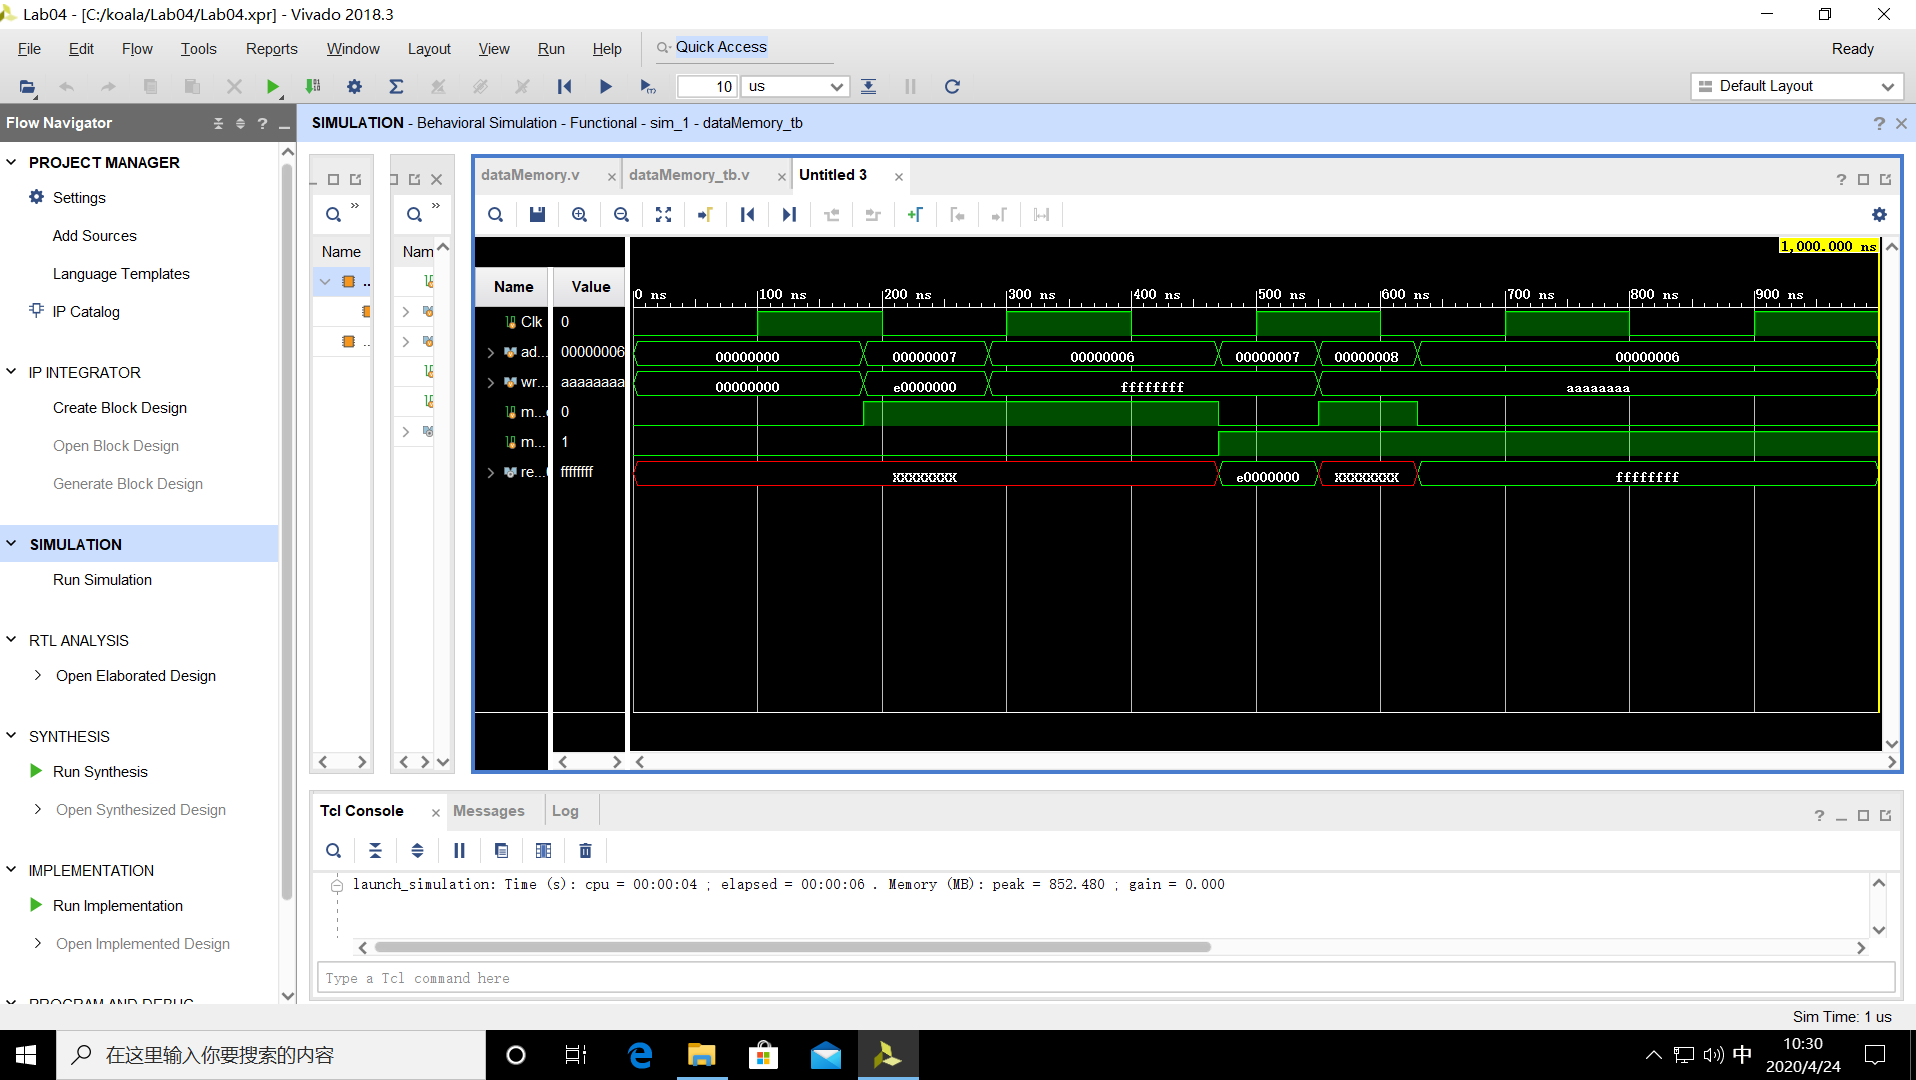 Lab04 - [C:/koala/Lab04/Lab04.xpr] - Vivado 2018.3
File Edit Flow Tools Reports Window Layout View Run Help Quick Access Ready
10 us Default Layout
Flow Navigator
SIMULATION - Behavioral Simulation - Functional - sim_1 - dataMemory_tb
PROJECT MANAGER
Settings
Add Sources
Language Templates
IP Catalog
IP INTEGRATOR
Create Block Design
Open Block Design
Generate Block Design
SIMULATION
Run Simulation
RTL ANALYSIS
Open Elaborated Design
SYNTHESIS
Run Synthesis
Open Synthesized Design
IMPLEMENTATION
Run Implementation
Open Implemented Design
PROGRAM AND DEBUG
Name
..
..
Nam
dataMemory.v dataMemory_tb.v Untitled 3
1,000.000 ns
Name Value
0 ns 100 ns 200 ns 300 ns 400 ns 500 ns 600 ns 700 ns 800 ns 900 ns
Clk 0
ad... 00000006 00000000 00000007 00000006 00000007 00000008 00000006
wr... aaaaaaaa 00000000 e0000000 ffffffff aaaaaaaa
m... 0
m... 1
re... ffffffff XXXXXXXX e0000000 XXXXXXXX ffffffff
Tcl Console Messages Log
launch_simulation: Time (s): cpu = 00:00:04 ; elapsed = 00:00:06 . Memory (MB): peak = 852.480 ; gain = 0.000
Type a Tcl command here
Sim Time: 1 us
在这里输入你要搜索的内容
中
10:30
2020/4/24